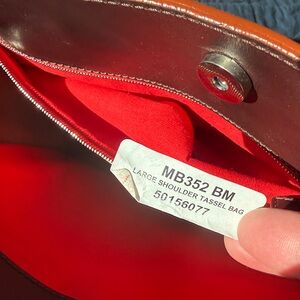 MB352 BM
LARGE SHOULDER TASSEL BAG
50156077